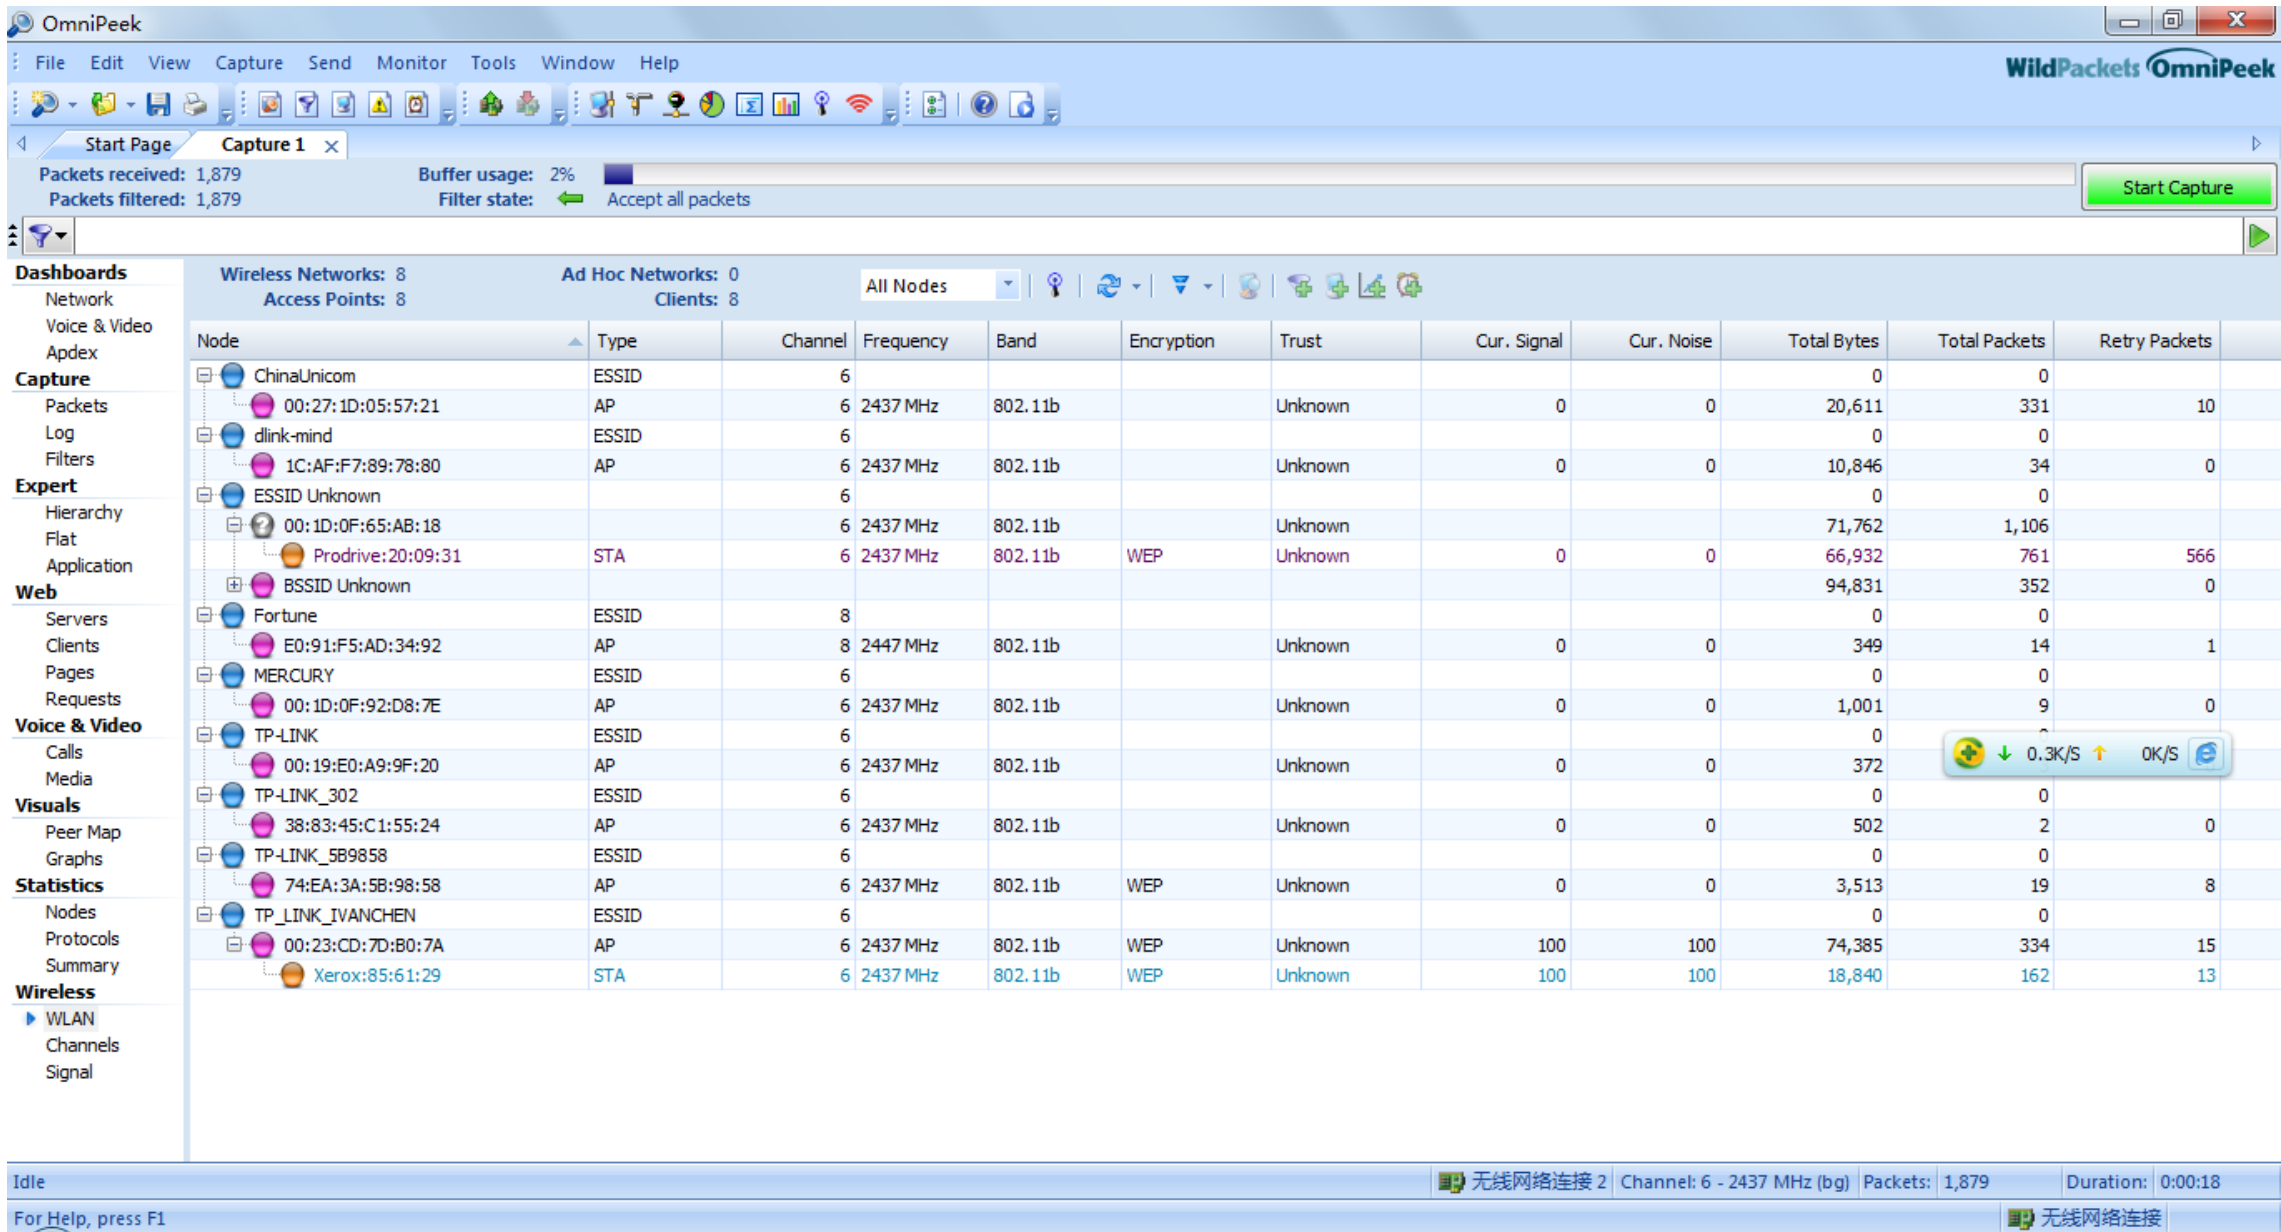 OmniPeek
File Edit View Capture Send Monitor Tools Window Help
WildPackets OmniPeek
Start Page Capture 1
Packets received: 1,879 Buffer usage: 2%
Packets filtered: 1,879 Filter state: Accept all packets
Start Capture
Dashboards
Network
Voice & Video
Apdex
Capture
Packets
Log
Filters
Expert
Hierarchy
Flat
Application
Web
Servers
Clients
Pages
Requests
Voice & Video
Calls
Media
Visuals
Peer Map
Graphs
Statistics
Nodes
Protocols
Summary
Wireless
WLAN
Channels
Signal
Wireless Networks: 8 Ad Hoc Networks: 0
Access Points: 8 Clients: 8
All Nodes
Node Type Channel Frequency Band Encryption Trust Cur. Signal Cur. Noise Total Bytes Total Packets Retry Packets
ChinaUnicom ESSID 6 0 0
00:27:1D:05:57:21 AP 6 2437 MHz 802.11b Unknown 0 0 20,611 331 10
dlink-mind ESSID 6 0 0
1C:AF:F7:89:78:80 AP 6 2437 MHz 802.11b Unknown 0 0 10,846 34 0
ESSID Unknown 6 0 0
00:1D:0F:65:AB:18 6 2437 MHz 802.11b Unknown 71,762 1,106
Prodrive:20:09:31 STA 6 2437 MHz 802.11b WEP Unknown 0 0 66,932 761 566
BSSID Unknown 94,831 352 0
Fortune ESSID 8 0 0
E0:91:F5:AD:34:92 AP 8 2447 MHz 802.11b Unknown 0 0 349 14 1
MERCURY ESSID 6 0 0
00:1D:0F:92:D8:7E AP 6 2437 MHz 802.11b Unknown 0 0 1,001 9 0
TP-LINK ESSID 6 0
0.3K/S 0K/S
00:19:E0:A9:9F:20 AP 6 2437 MHz 802.11b Unknown 0 0 372
TP-LINK_302 ESSID 6 0 0
38:83:45:C1:55:24 AP 6 2437 MHz 802.11b Unknown 0 0 502 2 0
TP-LINK_5B9858 ESSID 6 0 0
74:EA:3A:5B:98:58 AP 6 2437 MHz 802.11b WEP Unknown 0 0 3,513 19 8
TP_LINK_IVANCHEN ESSID 6 0 0
00:23:CD:7D:B0:7A AP 6 2437 MHz 802.11b WEP Unknown 100 100 74,385 334 15
Xerox:85:61:29 STA 6 2437 MHz 802.11b WEP Unknown 100 100 18,840 162 13
Idle 无线网络连接 2 Channel: 6 - 2437 MHz (bg) Packets: 1,879 Duration: 0:00:18
For Help, press F1 无线网络连接